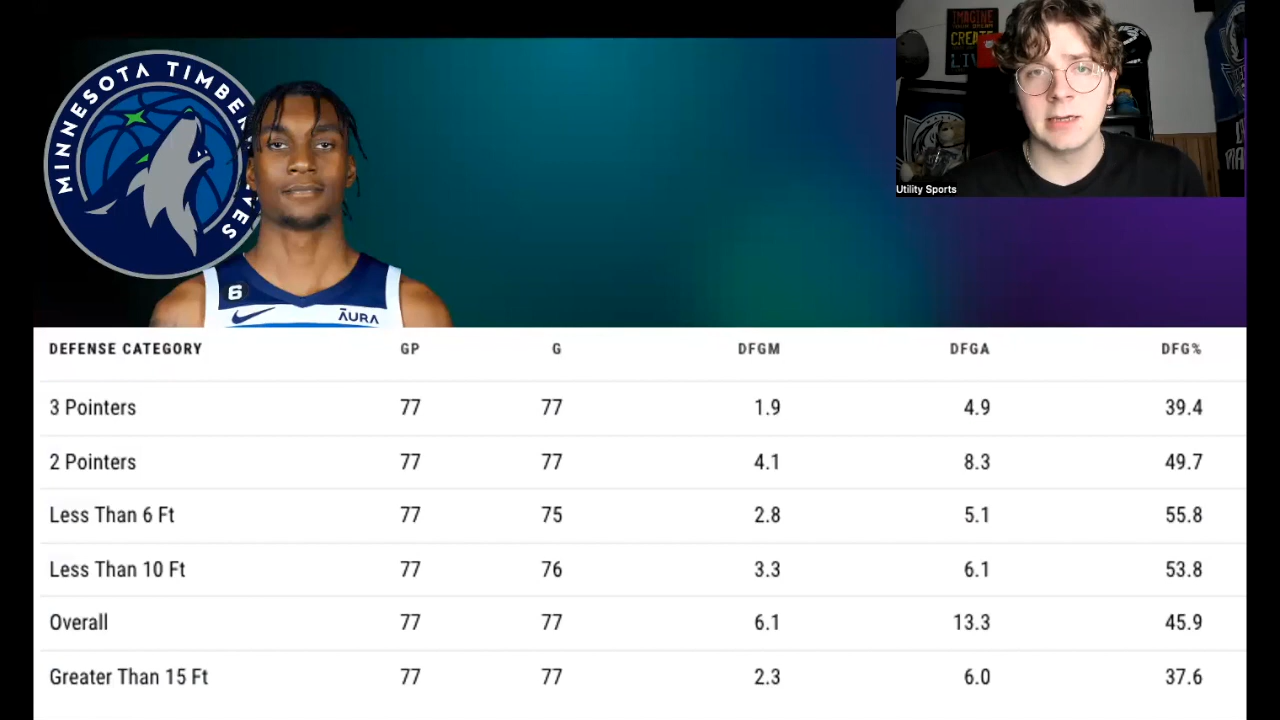 MINNESOTA TIMBERWOLVES
IMAGINE
CREATE
LIV
Utility Sports
6
ĀURA
DEFENSE CATEGORY GP G DFGM DFGA DFG%
3 Pointers 77 77 1.9 4.9 39.4
2 Pointers 77 77 4.1 8.3 49.7
Less Than 6 Ft 77 75 2.8 5.1 55.8
Less Than 10 Ft 77 76 3.3 6.1 53.8
Overall 77 77 6.1 13.3 45.9
Greater Than 15 Ft 77 77 2.3 6.0 37.6